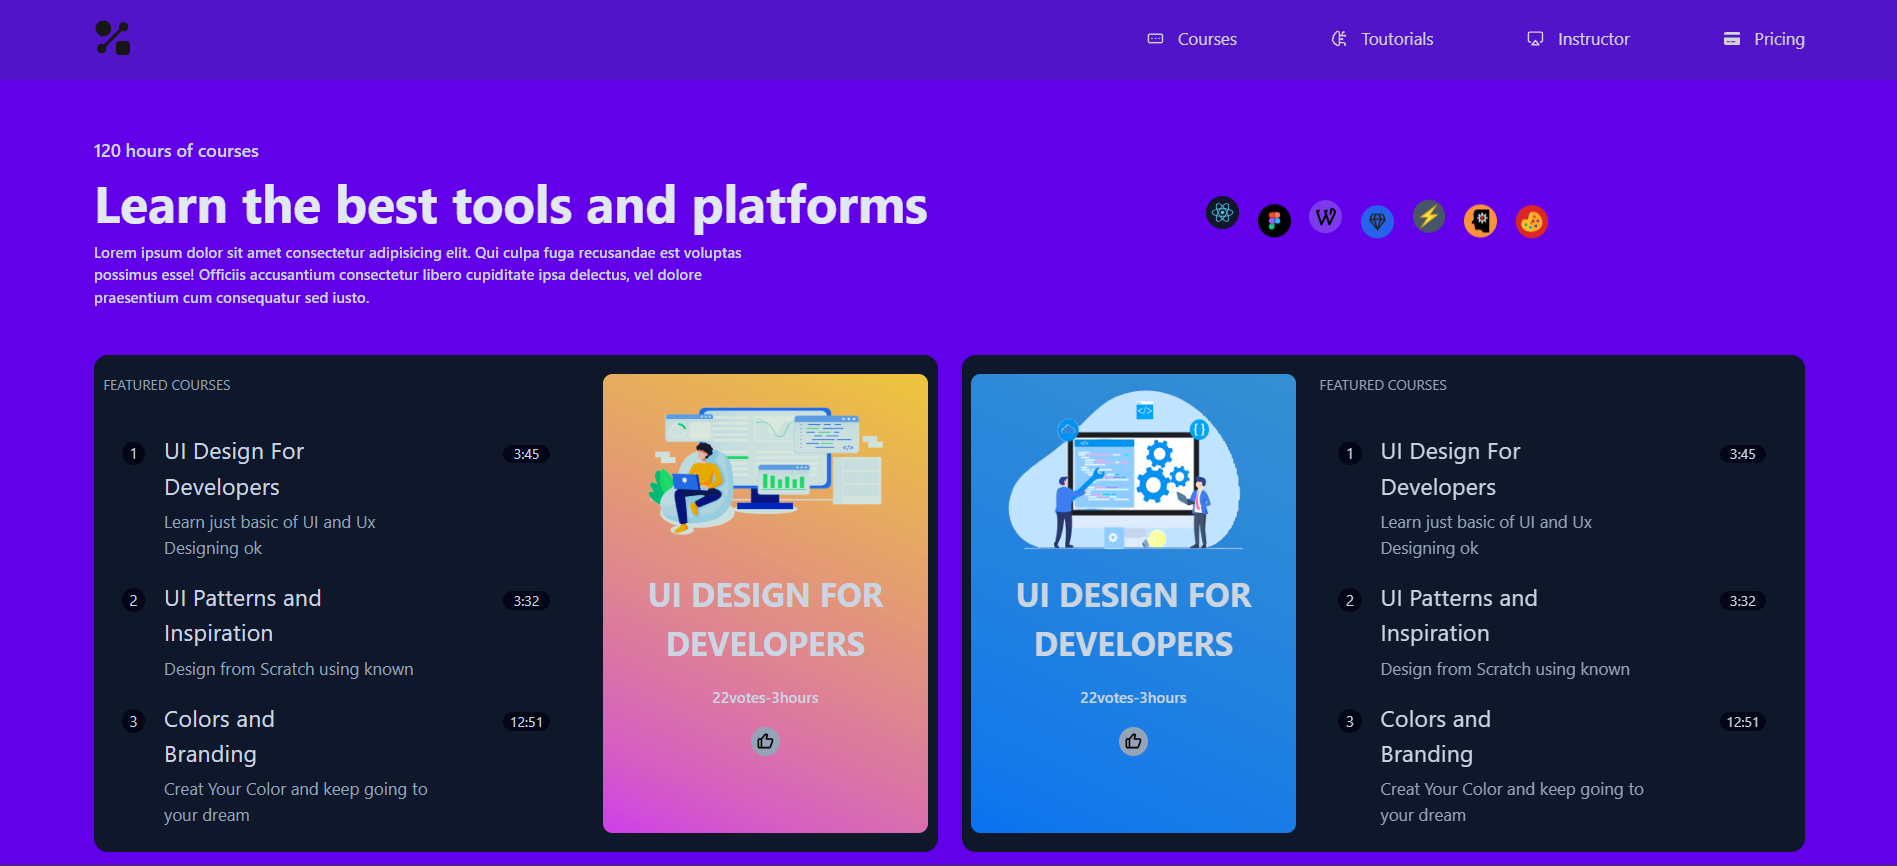 Courses
Toutorials
Instructor
Pricing
120 hours of courses
Learn the best tools and platforms
Lorem ipsum dolor sit amet consectetur adipisicing elit. Qui culpa fuga recusandae est voluptas
possimus esse! Officiis accusantium consectetur libero cupiditate ipsa delectus, vel dolore
praesentium cum consequatur sed iusto.
FEATURED COURSES
1
UI Design For
Developers
3:45
Learn just basic of UI and Ux
Designing ok
2
UI Patterns and
Inspiration
3:32
Design from Scratch using known
3
Colors and
Branding
12:51
Creat Your Color and keep going to
your dream
UI DESIGN FOR
DEVELOPERS
22votes-3hours
UI DESIGN FOR
DEVELOPERS
22votes-3hours
FEATURED COURSES
1
UI Design For
Developers
3:45
Learn just basic of UI and Ux
Designing ok
2
UI Patterns and
Inspiration
3:32
Design from Scratch using known
3
Colors and
Branding
12:51
Creat Your Color and keep going to
your dream